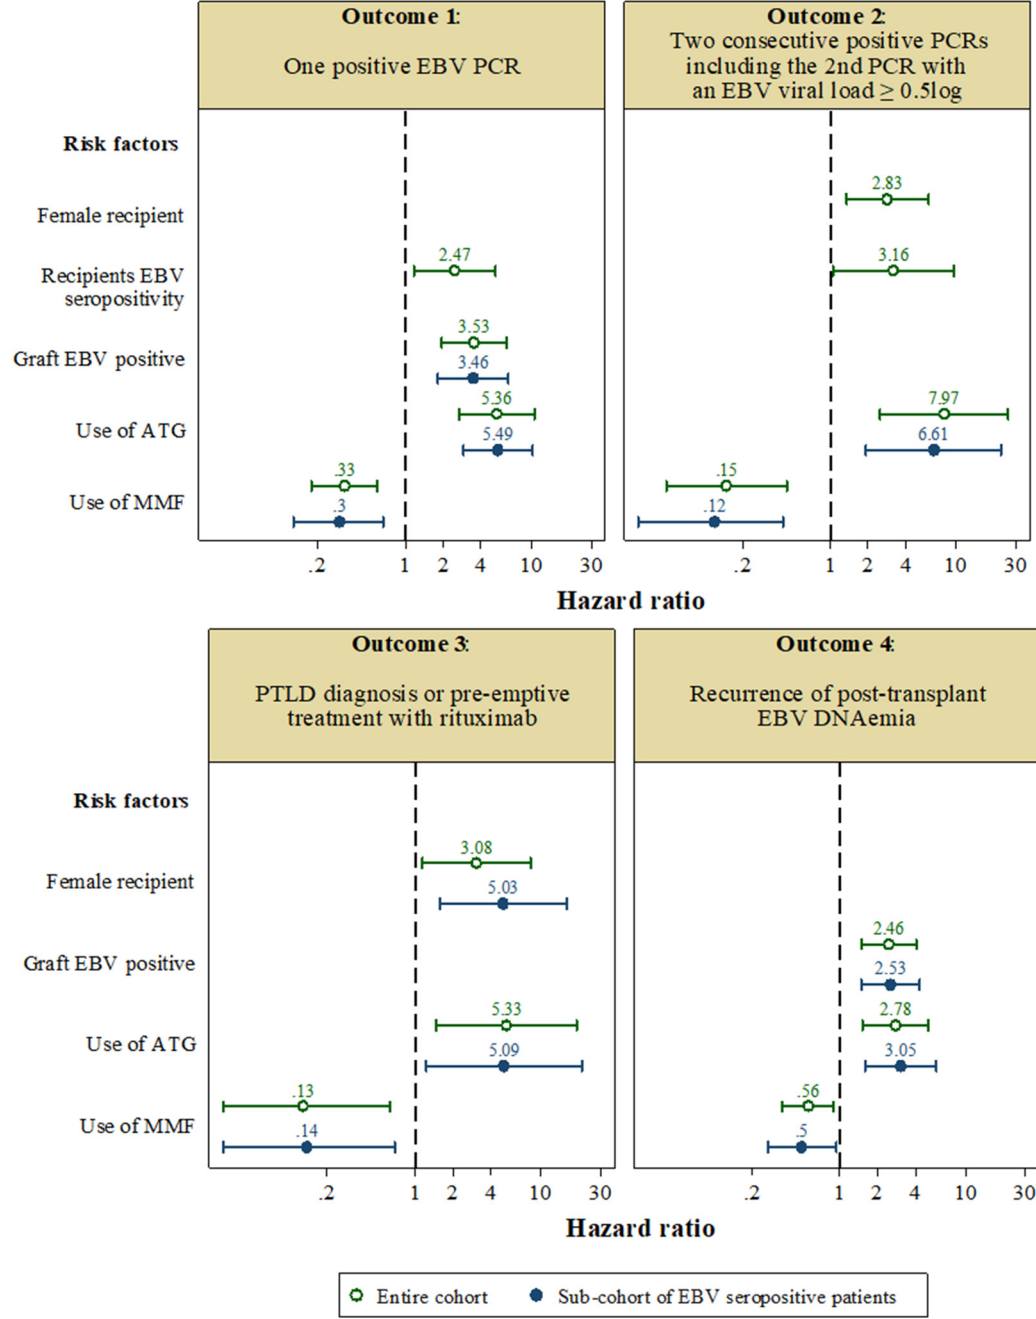 Outcome 1:
One positive EBV PCR
Outcome 2:
Two consecutive positive PCRs
including the 2nd PCR with
an EBV viral load ≥ 0.5log
Risk factors
Female recipient
2.83
Recipients EBV
seropositivity
2.47
3.16
Graft EBV positive
3.53
3.46
Use of ATG
5.36
5.49
7.97
6.61
Use of MMF
.33
.3
.15
.12
.2 1 2 4 10 30
.2 1 2 4 10 30
Hazard ratio
Outcome 3:
PTLD diagnosis or pre-emptive
treatment with rituximab
Outcome 4:
Recurrence of post-transplant
EBV DNAemia
Risk factors
Female recipient
3.08
5.03
Graft EBV positive
2.46
2.53
Use of ATG
5.33
5.09
2.78
3.05
Use of MMF
.13
.14
.56
.5
.2 1 2 4 10 30
.2 1 2 4 10 30
Hazard ratio
Entire cohort
Sub-cohort of EBV seropositive patients